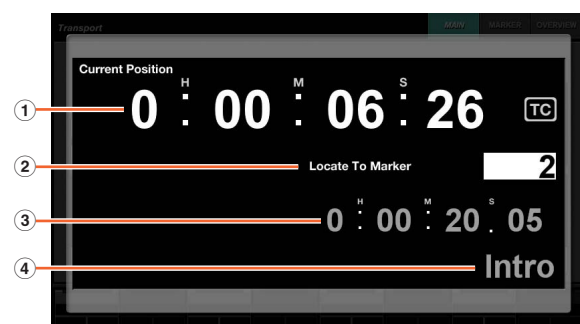 Transport MAIN MARKER OVERVIEW
Current Position
H M S
1 0 : 00 : 06 : 26 TC
2 Locate To Marker 2
H M S
3 0 : 00 : 20 . 05
4 Intro